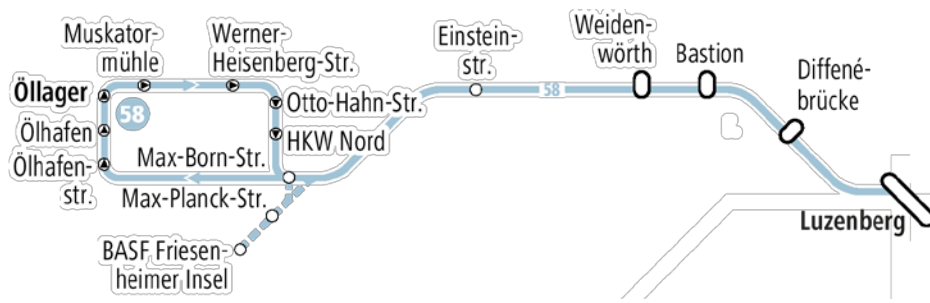 Muskator-
mühle
Werner-
Heisenberg-Str.
Einstein-
str.
Weiden-
wörth
Bastion
Diffené-
brücke
Öllager
58
Otto-Hahn-Str.
58
Ölhafen
HKW Nord
Ölhafen-
str.
Max-Born-Str.
Max-Planck-Str.
Luzenberg
BASF Friesen-
heimer Insel